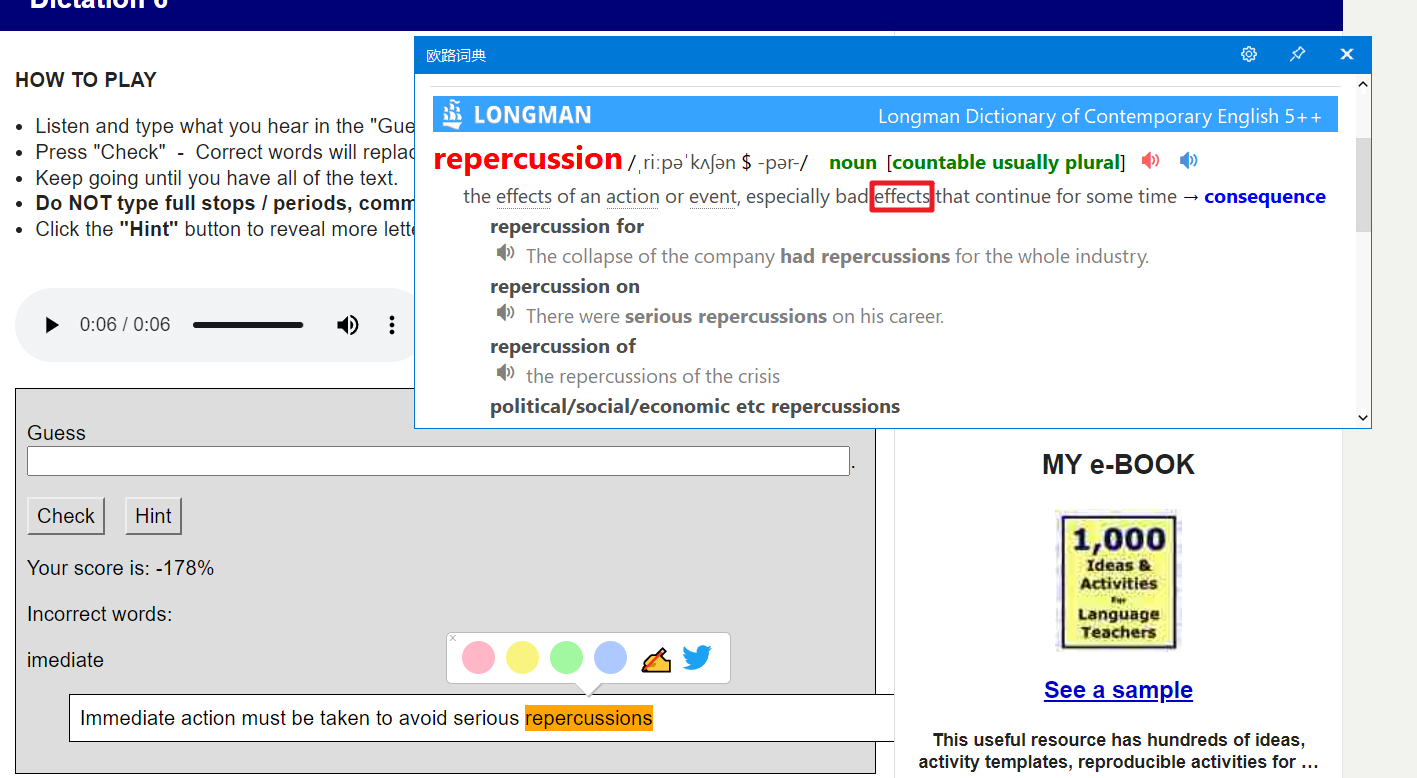 Dictation 6
HOW TO PLAY
Listen and type what you hear in the "Gue
Press "Check"  -  Correct words will replac
Keep going until you have all of the text.
Do NOT type full stops / periods, comm
Click the "Hint" button to reveal more lette
0:06 / 0:06
欧路词典
LONGMAN
Longman Dictionary of Contemporary English 5++
repercussion /ˌriːpəˈkʌʃən $ -pər-/ noun [countable usually plural]
the effects of an action or event, especially bad effects that continue for some time → consequence
repercussion for
The collapse of the company had repercussions for the whole industry.
repercussion on
There were serious repercussions on his career.
repercussion of
the repercussions of the crisis
political/social/economic etc repercussions
Guess
.
Check
Hint
Your score is: -178%
Incorrect words:
imediate
Immediate action must be taken to avoid serious repercussions
MY e-BOOK
1,000
Ideas &
Activities
For
Language
Teachers
See a sample
This useful resource has hundreds of ideas,
activity templates, reproducible activities for …